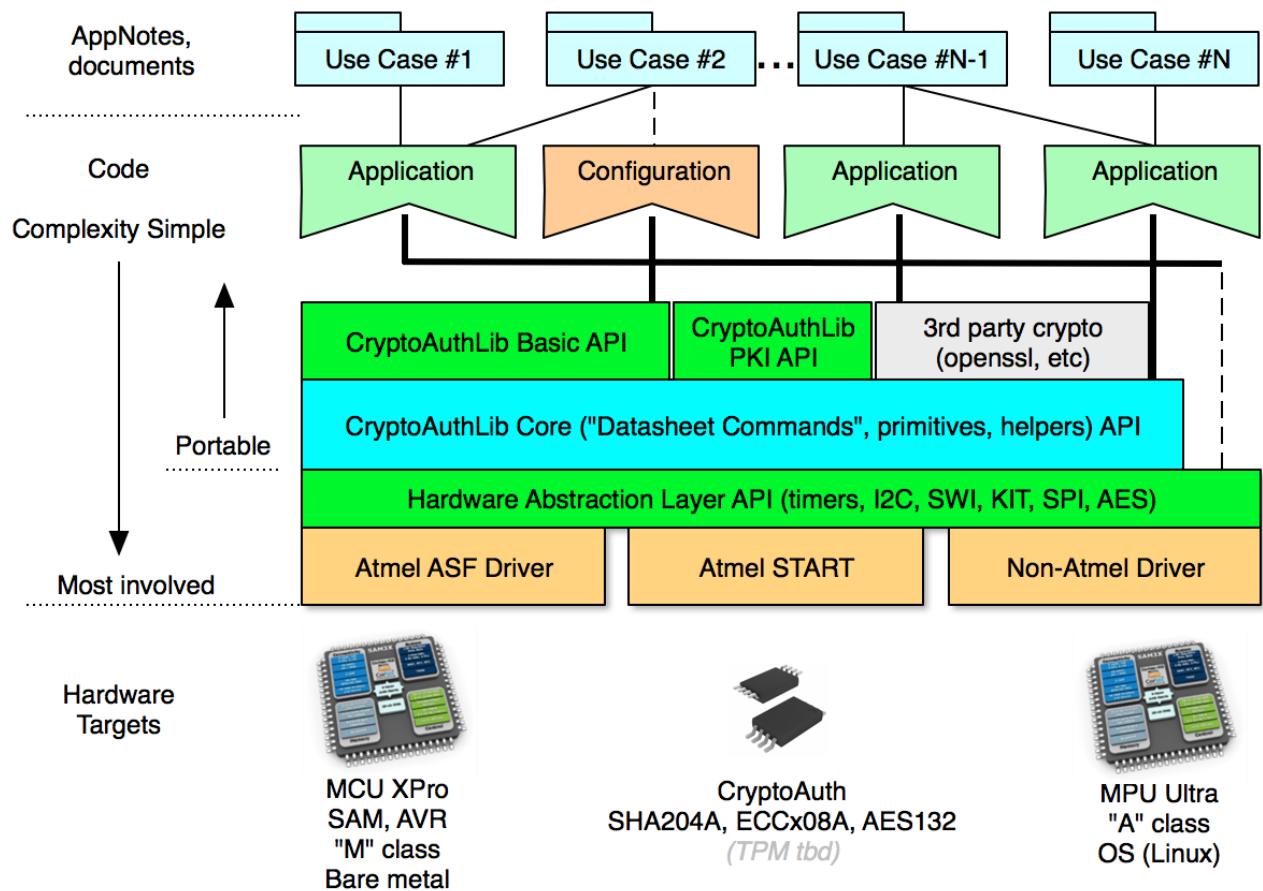 AppNotes,
documents
Use Case #1
Use Case #2
...
Use Case #N-1
Use Case #N
Code
Application
Configuration
Application
Application
Complexity Simple
CryptoAuthLib Basic API
CryptoAuthLib
PKI API
3rd party crypto
(openssl, etc)
CryptoAuthLib Core ("Datasheet Commands", primitives, helpers) API
Portable
Hardware Abstraction Layer API (timers, I2C, SWI, KIT, SPI, AES)
Atmel ASF Driver
Atmel START
Non-Atmel Driver
Most involved
Hardware
Targets
MCU XPro
SAM, AVR
"M" class
Bare metal
CryptoAuth
SHA204A, ECCx08A, AES132
(TPM tbd)
MPU Ultra
"A" class
OS (Linux)